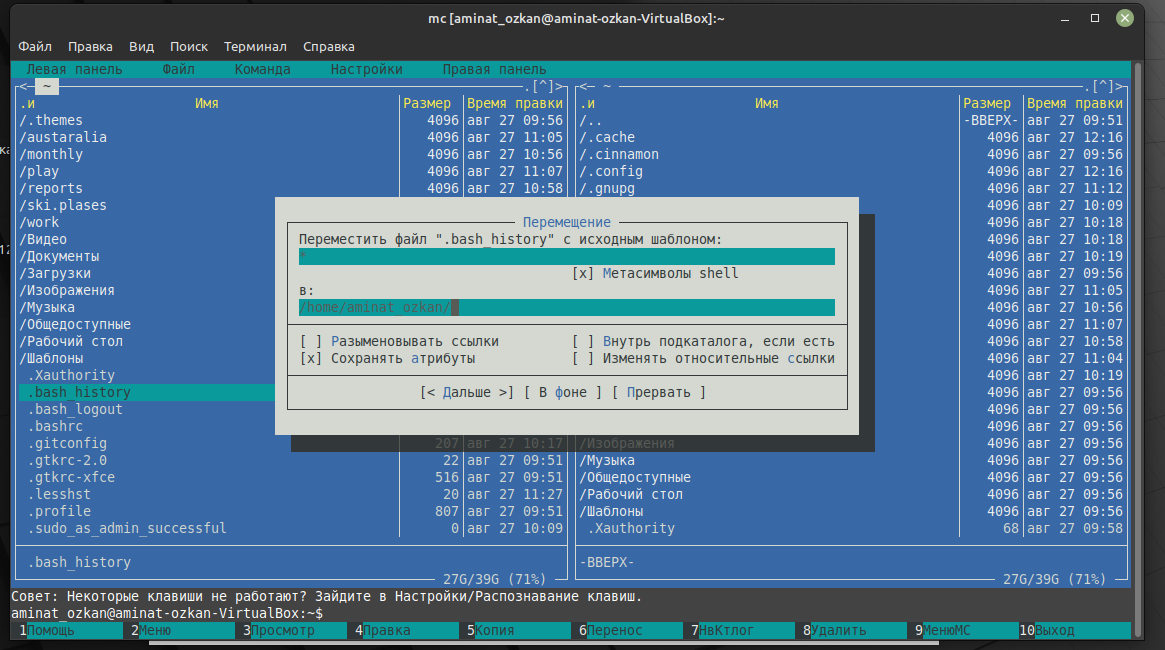 mc [aminat_ozkan@aminat-ozkan-VirtualBox]:~
Файл Правка Вид Поиск Терминал Справка
Левая панель Файл Команда Настройки Правая панель
<─ ~ .[^]> <─ ~ .[^]>
.и Имя Размер Время правки .и Имя Размер Время правки
/.themes 4096 авг 27 09:56 /.. -ВВЕРХ- авг 27 09:51
/austaralia 4096 авг 27 11:05 /.cache 4096 авг 27 12:16
/monthly 4096 авг 27 10:56 /.cinnamon 4096 авг 27 09:56
/play 4096 авг 27 11:07 /.config 4096 авг 27 12:16
/reports 4096 авг 27 10:58 /.gnupg 4096 авг 27 11:12
/ski.plases 4096 авг 27 10:09
/work Перемещение 4096 авг 27 10:18
/Видео Переместить файл ".bash_history" с исходным шаблоном: 4096 авг 27 10:18
/Документы * 4096 авг 27 10:19
/Загрузки [x] Метасимволы shell 4096 авг 27 09:56
/Изображения в: 4096 авг 27 11:05
/Музыка /home/aminat_ozkan/ 4096 авг 27 10:56
/Общедоступные 4096 авг 27 11:07
/Рабочий стол [ ] Разыменовывать ссылки [ ] Внутрь подкаталога, если есть 4096 авг 27 10:58
/Шаблоны [x] Сохранять атрибуты [ ] Изменять относительные ссылки 4096 авг 27 11:04
.Xauthority 4096 авг 27 10:19
.bash_history [< Дальше >] [ В фоне ] [ Прервать ] 4096 авг 27 09:56
.bash_logout 4096 авг 27 09:56
.bashrc 4096 авг 27 09:56
.gitconfig 207 авг 27 10:17 /Изображения 4096 авг 27 09:56
.gtkrc-2.0 22 авг 27 09:51 /Музыка 4096 авг 27 09:56
.gtkrc-xfce 516 авг 27 09:51 /Общедоступные 4096 авг 27 09:56
.lesshst 20 авг 27 11:27 /Рабочий стол 4096 авг 27 09:56
.profile 807 авг 27 09:51 /Шаблоны 4096 авг 27 09:56
.sudo_as_admin_successful 0 авг 27 10:09 .Xauthority 68 авг 27 09:58
.bash_history -ВВЕРХ-
27G/39G (71%) 27G/39G (71%)
Совет: Некоторые клавиши не работают? Зайдите в Настройки/Распознавание клавиш.
aminat_ozkan@aminat-ozkan-VirtualBox:~$
1Помощь 2Меню 3Просмотр 4Правка 5Копия 6Перенос 7НвКтлог 8Удалить 9МенюМС 10Выход